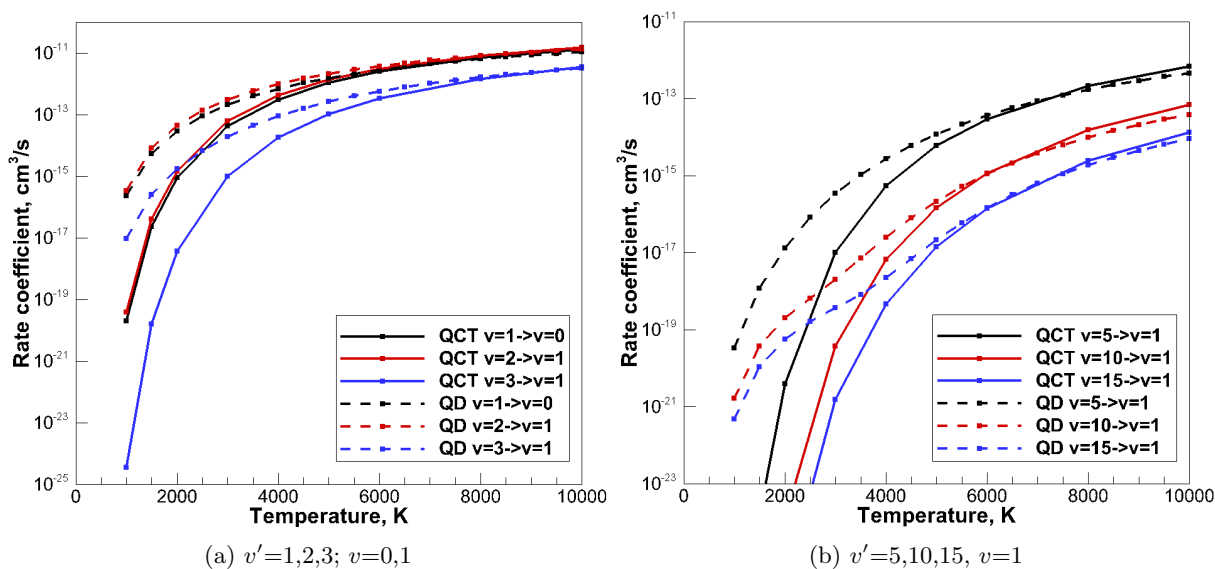 10^-11
10^-13
10^-15
10^-17
10^-19
10^-21
10^-23
10^-25
Rate coefficient, cm^3/s
0 2000 4000 6000 8000 10000
Temperature, K
QCT v=1->v=0
QCT v=2->v=1
QCT v=3->v=1
QD v=1->v=0
QD v=2->v=1
QD v=3->v=1
(a) v′=1,2,3; v=0,1
10^-11
10^-13
10^-15
10^-17
10^-19
10^-21
10^-23
Rate coefficient, cm^3/s
0 2000 4000 6000 8000 10000
Temperature, K
QCT v=5->v=1
QCT v=10->v=1
QCT v=15->v=1
QD v=5->v=1
QD v=10->v=1
QD v=15->v=1
(b) v′=5,10,15, v=1